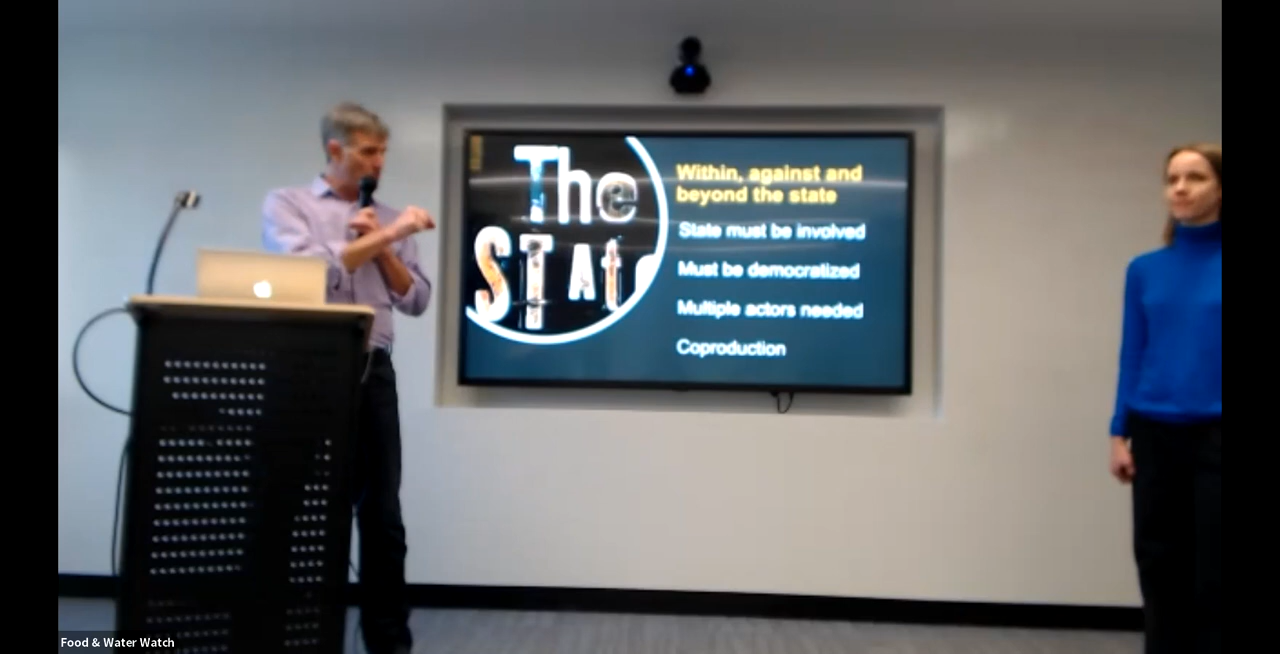 The
State
Within, against and
beyond the state
State must be involved
Must be democratized
Multiple actors needed
Coproduction
Food & Water Watch